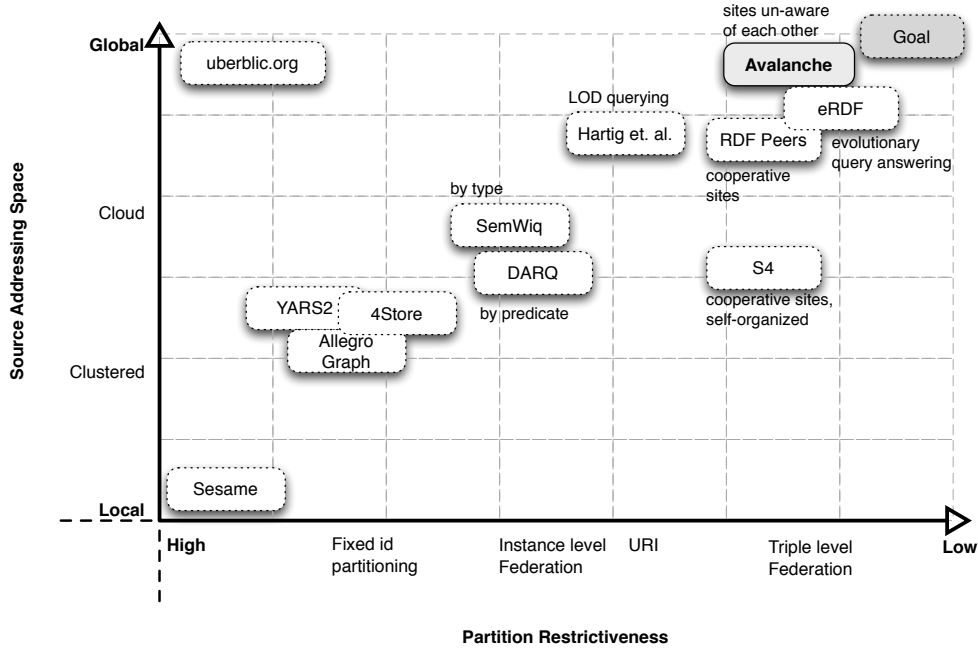 sites un-aware
of each other
Global
Goal
uberblic.org
Avalanche
LOD querying
eRDF
Hartig et. al.
RDF Peers
evolutionary
query answering
cooperative
sites
by type
Cloud
SemWiq
DARQ
S4
YARS2
4Store
cooperative sites,
self-organized
by predicate
Allegro
Graph
Clustered
Source Addressing Space
Sesame
Local
High
Fixed id
partitioning
Instance level
Federation
URI
Triple level
Federation
Low
Partition Restrictiveness